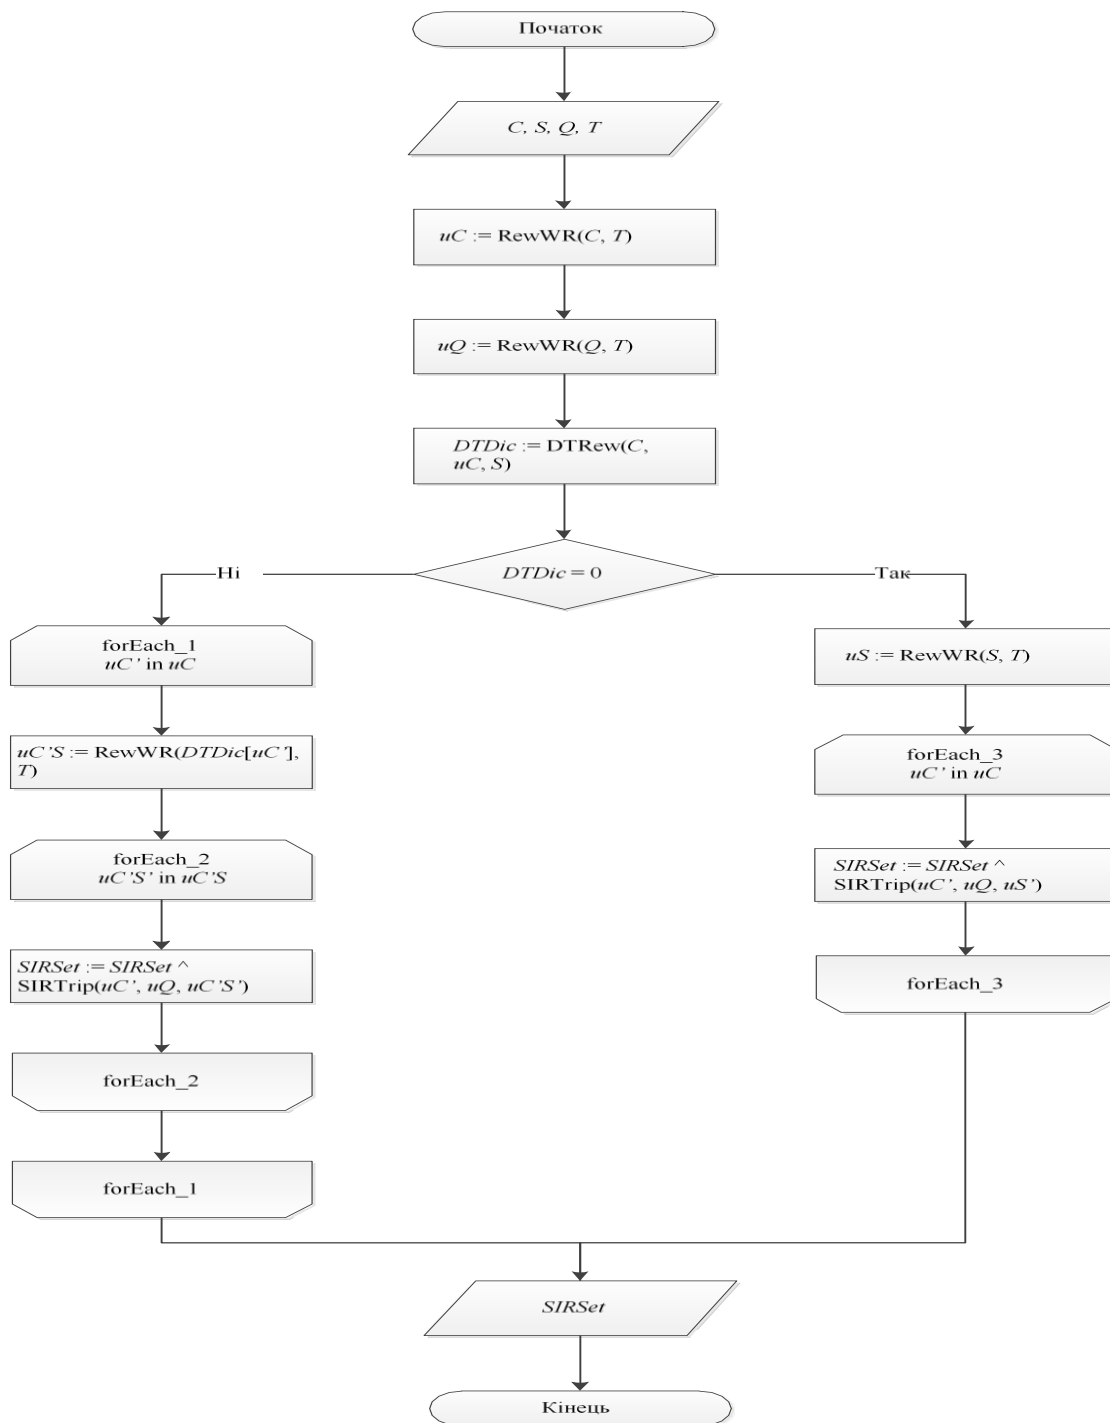 Початок
C, S, Q, T
uC := RewWR(C, T)
uQ := RewWR(Q, T)
DTDic := DTRew(C,
uC, S)
DTDic = 0
Ні
Так
forEach_1
uC’ in uC
uC’S := RewWR(DTDic[uC’],
T)
forEach_2
uC’S’ in uC’S
SIRSet := SIRSet ^
SIRTrip(uC’, uQ, uC’S’)
forEach_2
forEach_1
uS := RewWR(S, T)
forEach_3
uC’ in uC
SIRSet := SIRSet ^
SIRTrip(uC’, uQ, uS’)
forEach_3
SIRSet
Кінець